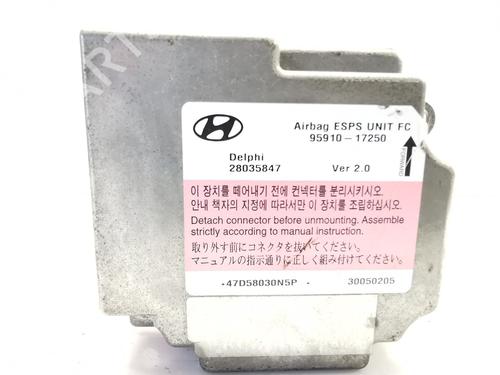 Airbag ESPS UNIT FC
95910-17250
Delphi
28035847
Ver 2.0
FORWARD
이 장치를 떼어내기 전에 컨넥터를 분리시키시오.
안내 책자의 지정에 따라서만 이 장치를 조립하십시오.
Detach connector before unmounting. Assemble
strictly according to manual instruction.
取り外す前にコネクタを抜いてください。
マニュアルの指示通りに正しく組み付けてください。
-47D58030N5P -
30050205